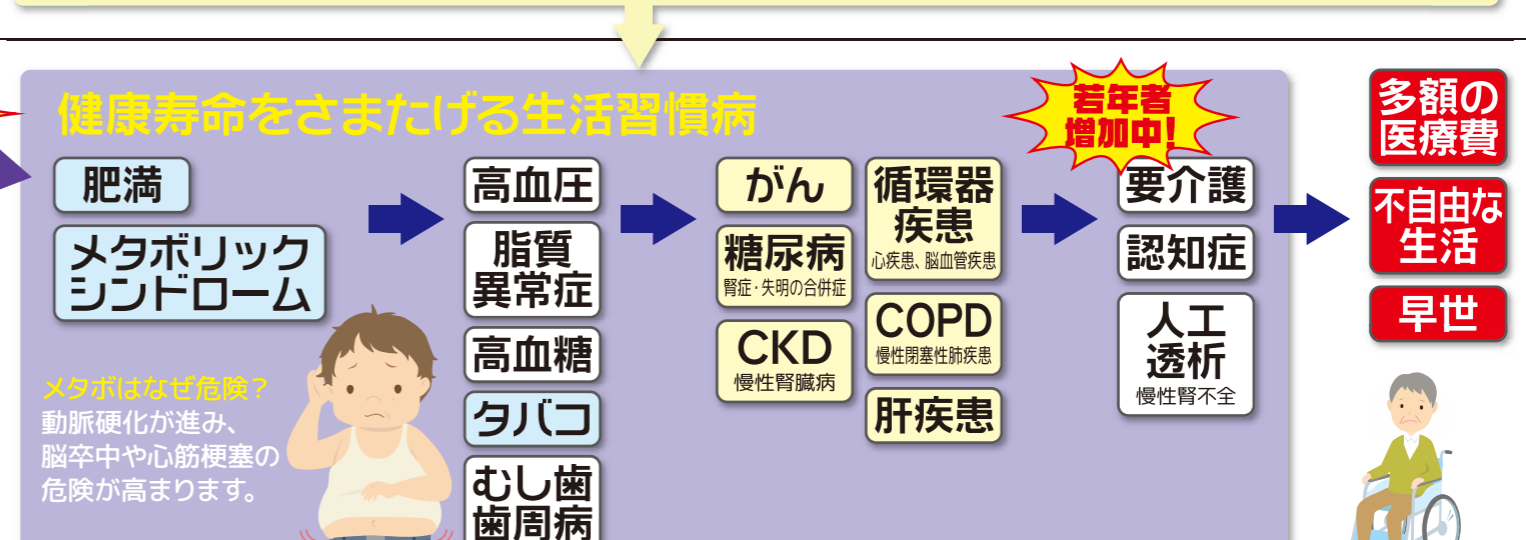 健康寿命をさまたげる生活習慣病
肥満
メタボリック
シンドローム
メタボはなぜ危険?
動脈硬化が進み、
脳卒中や心筋梗塞の
危険が高まります。
高血圧
脂質
異常症
高血糖
タバコ
むし歯
歯周病
がん
糖尿病
腎症・失明の合併症
CKD
慢性腎臓病
循環器
疾患
心疾患、脳血管疾患
COPD
慢性閉塞性肺疾患
肝疾患
若年者
増加中!
要介護
認知症
人工
透析
慢性腎不全
多額の
医療費
不自由な
生活
早世